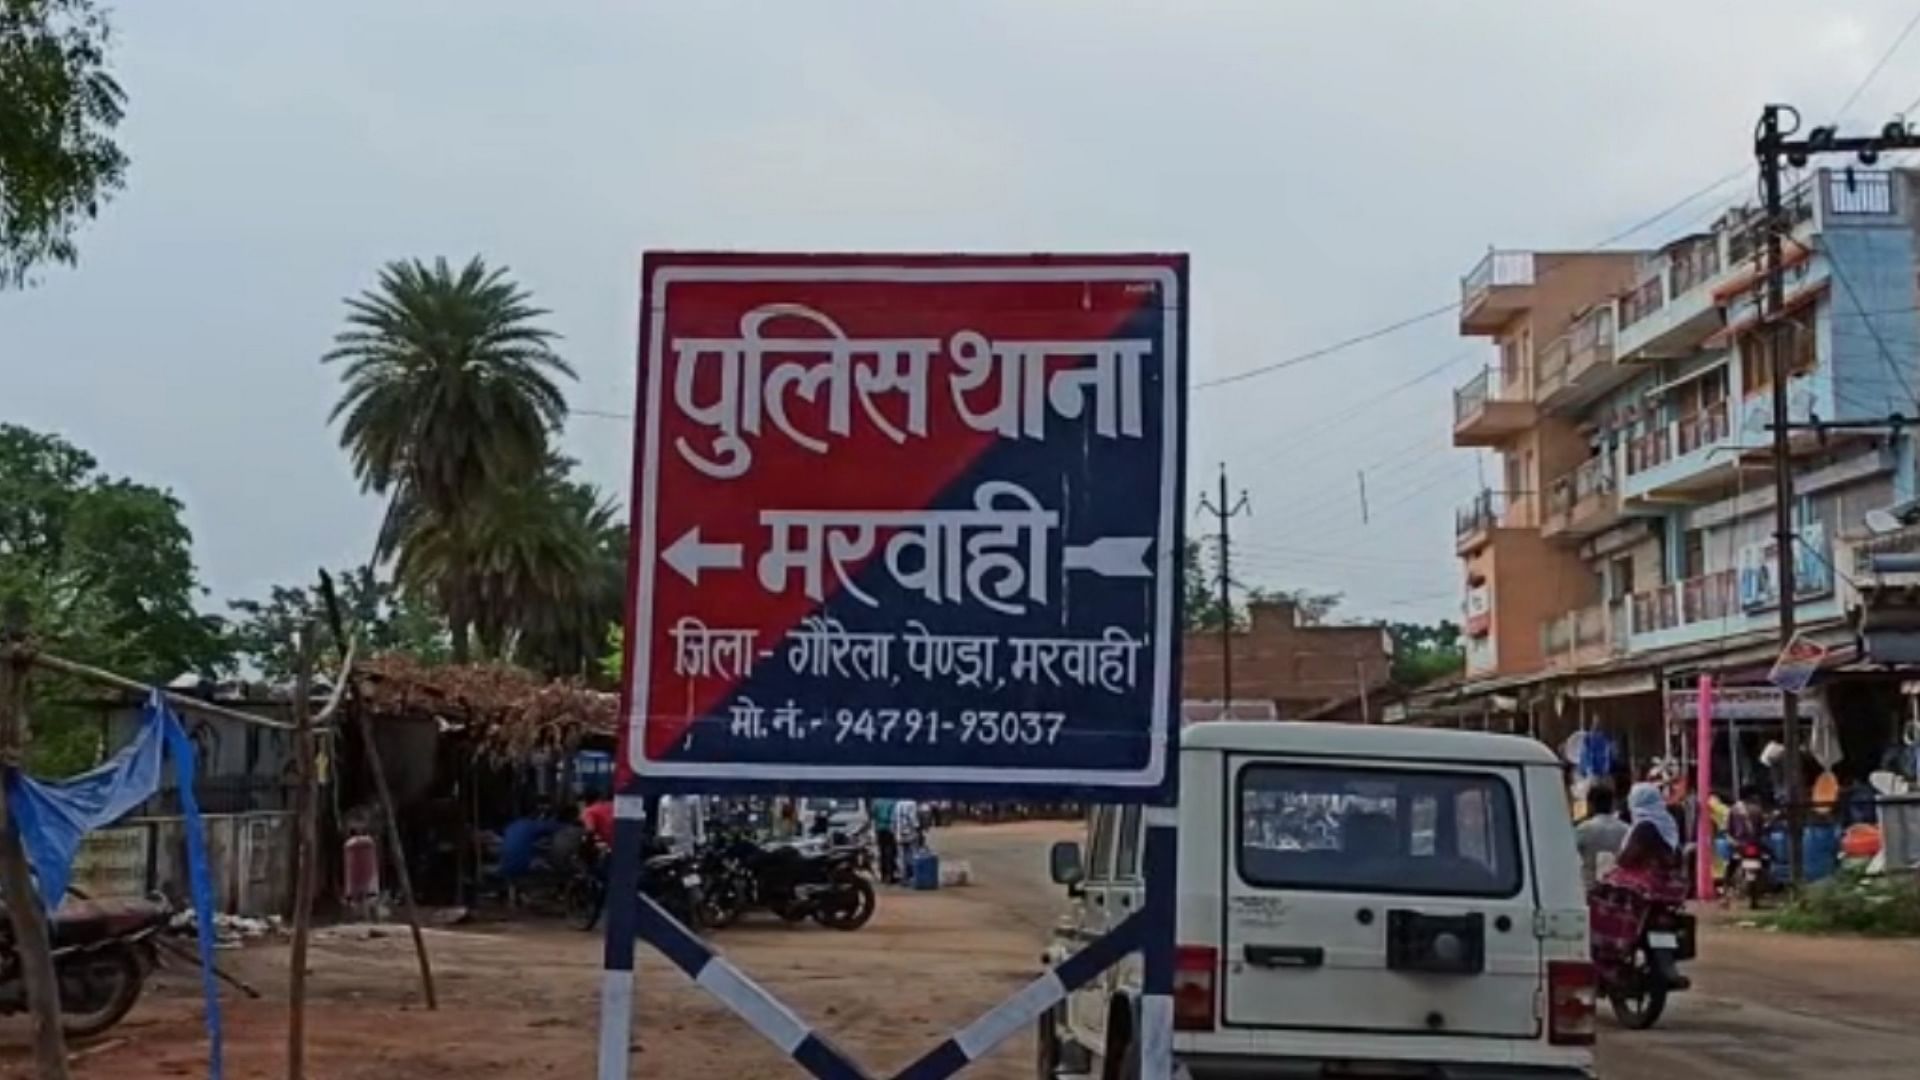 पुलिस थाना
मरवाही
जिला- गौरेला, पेण्ड्रा, मरवाही
मो. नं.- 94791-93037